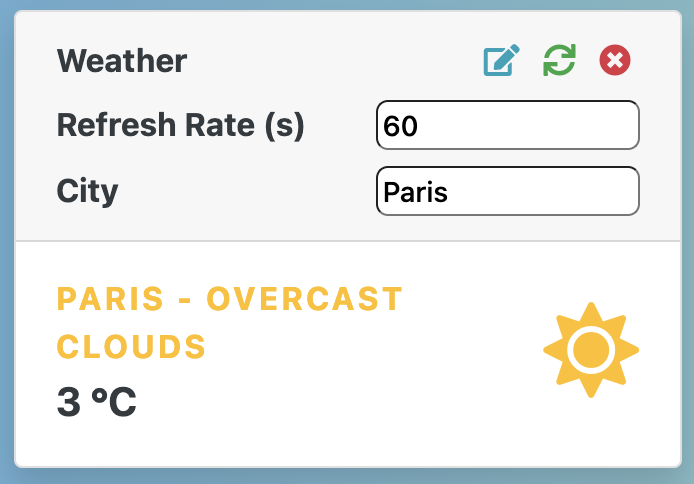 Weather
Refresh Rate (s) 60
City Paris
PARIS - OVERCAST
CLOUDS
3 °C